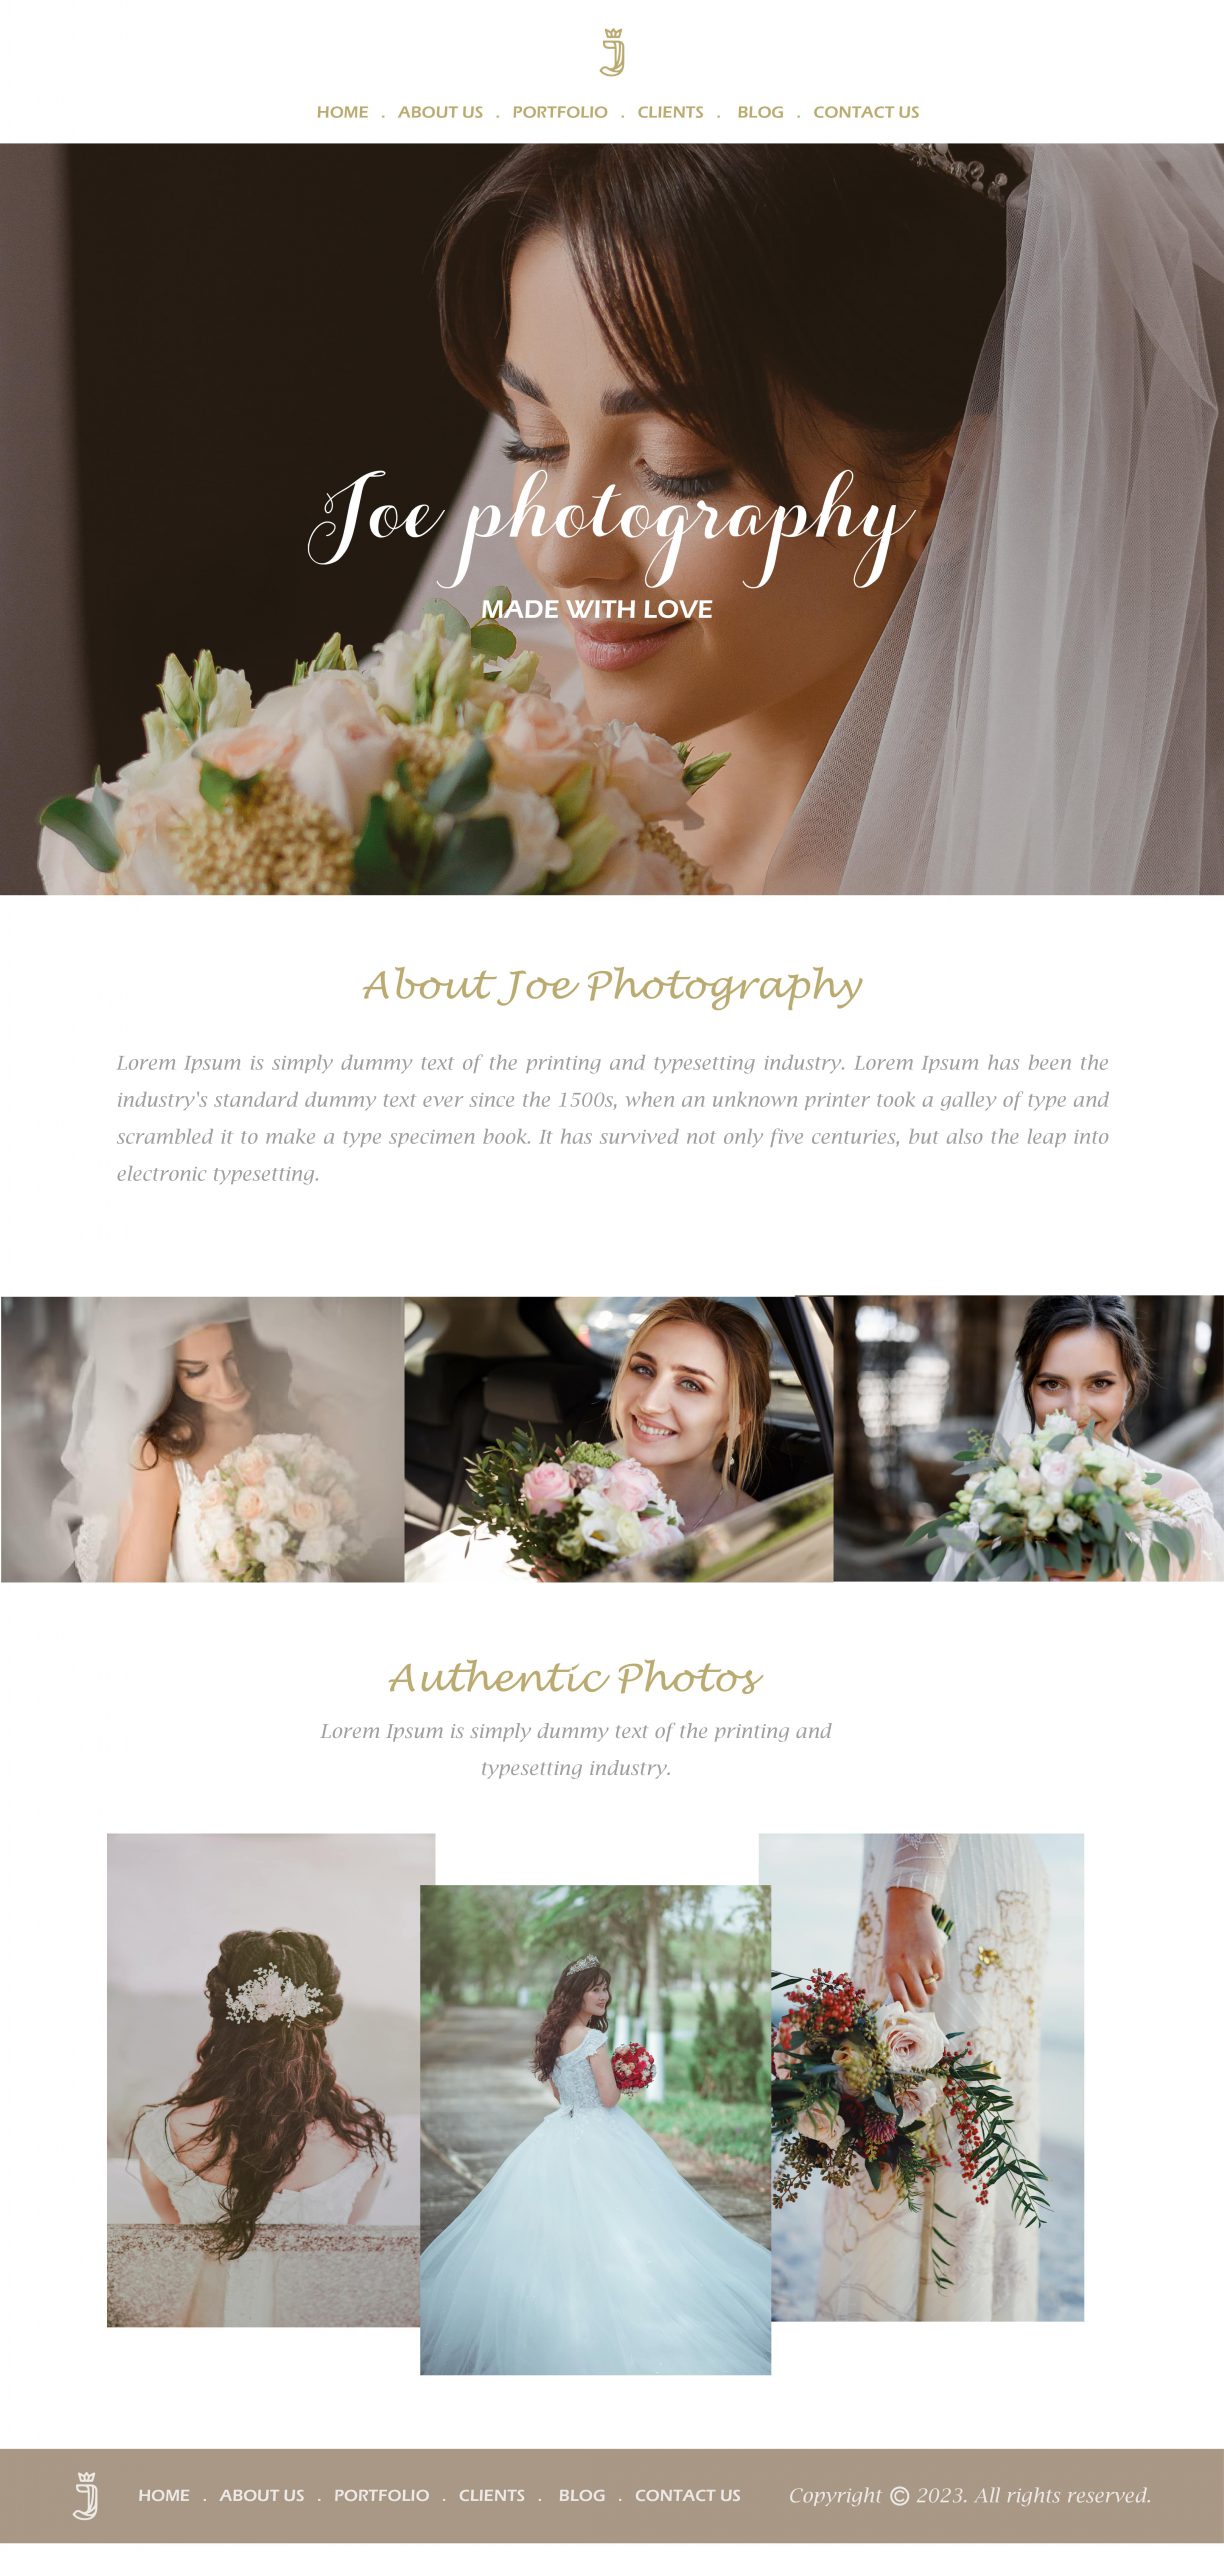 J
HOME . ABOUT US . PORTFOLIO . CLIENTS . BLOG . CONTACT US
Joe photography
MADE WITH LOVE
About Joe Photography
Lorem Ipsum is simply dummy text of the printing and typesetting industry. Lorem Ipsum has been the
industry's standard dummy text ever since the 1500s, when an unknown printer took a galley of type and
scrambled it to make a type specimen book. It has survived not only five centuries, but also the leap into
electronic typesetting.
Authentic Photos
Lorem Ipsum is simply dummy text of the printing and
typesetting industry.
J
HOME . ABOUT US . PORTFOLIO . CLIENTS . BLOG . CONTACT US
Copyright © 2023. All rights reserved.